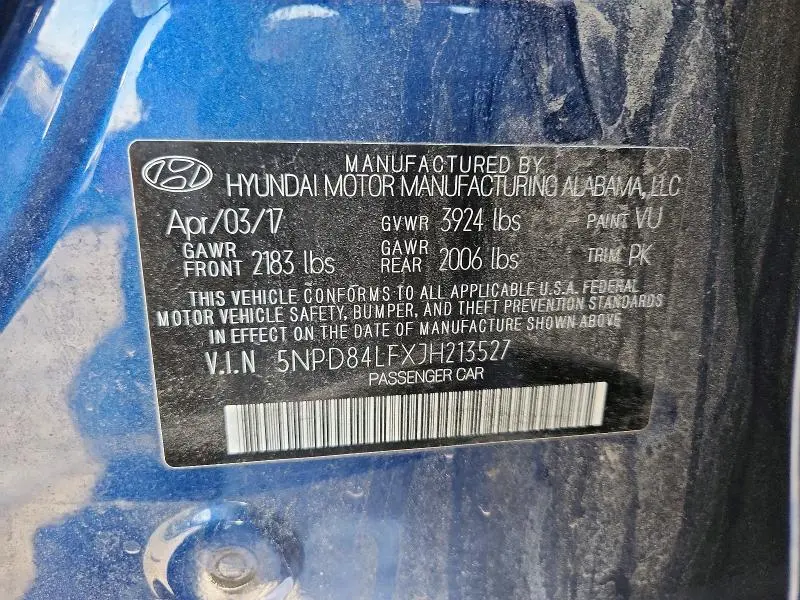 MANUFACTURED BY
HYUNDAI MOTOR MANUFACTURING ALABAMA, LLC
Apr/03/17 GVWR 3924 lbs PAINT VU
GAWR FRONT 2183 lbs GAWR REAR 2006 lbs TRIM PK
THIS VEHICLE CONFORMS TO ALL APPLICABLE U.S.A. FEDERAL
MOTOR VEHICLE SAFETY, BUMPER, AND THEFT PREVENTION STANDARDS
IN EFFECT ON THE DATE OF MANUFACTURE SHOWN ABOVE
V.I.N 5NPD84LFXJH213527
PASSENGER CAR